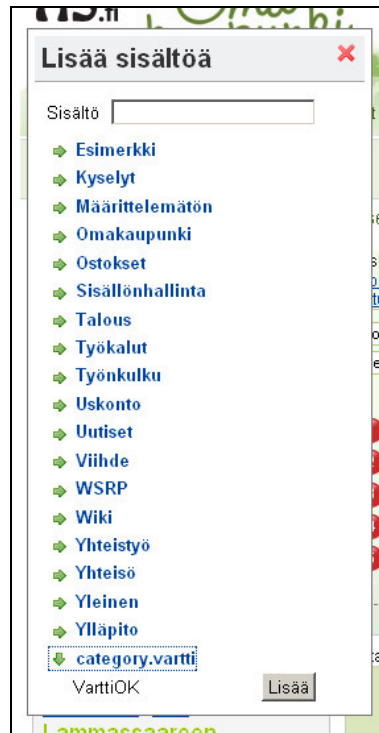 Lisää sisältöä
Sisältö
Esimerkki
Kyselyt
Määrittelemätön
Omakaupunki
Ostokset
Sisällönhallinta
Talous
Työkalut
Työnkulku
Uskonto
Uutiset
Viihde
WSRP
Wiki
Yhteistyö
Yhteisö
Yleinen
Ylläpito
category.vartti
VarttiOK Lisää
Lammassaareen